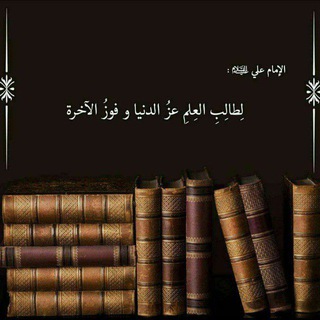 الإمام علي ﵇ :
لِطالِبِ العِلمِ عزُ الدنيا و فوزُ الآخرة